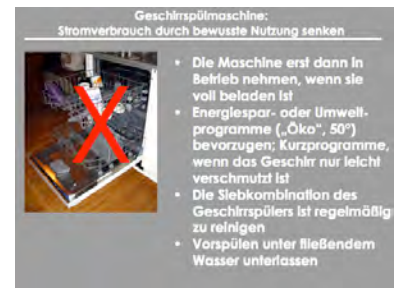 Geschirrspülmaschine:
Stromverbrauch durch bewusste Nutzung senken
• Die Maschine erst dann in
Betrieb nehmen, wenn sie
voll beladen ist
• Energiespar- oder Umwelt-
programme („Öko“, 50°)
bevorzugen; Kurzprogramme,
wenn das Geschirr nur leicht
verschmutzt ist
• Die Siebkombination des
Geschirrspülers ist regelmäßig
zu reinigen
• Vorspülen unter fließendem
Wasser unterlassen